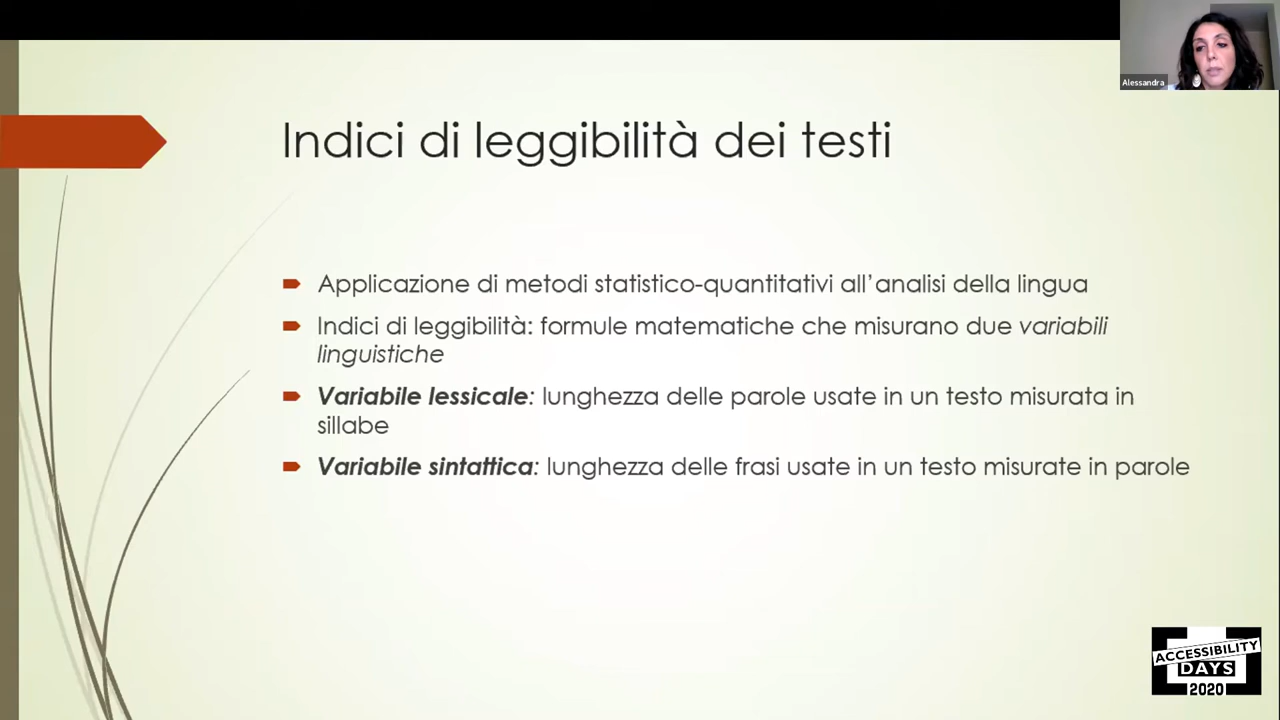 Alessandra
Indici di leggibilità dei testi
Applicazione di metodi statistico-quantitativi all’analisi della lingua
Indici di leggibilità: formule matematiche che misurano due variabili
linguistiche
Variabile lessicale: lunghezza delle parole usate in un testo misurata in
sillabe
Variabile sintattica: lunghezza delle frasi usate in un testo misurate in parole
ACCESSIBILITY
DAYS
2020